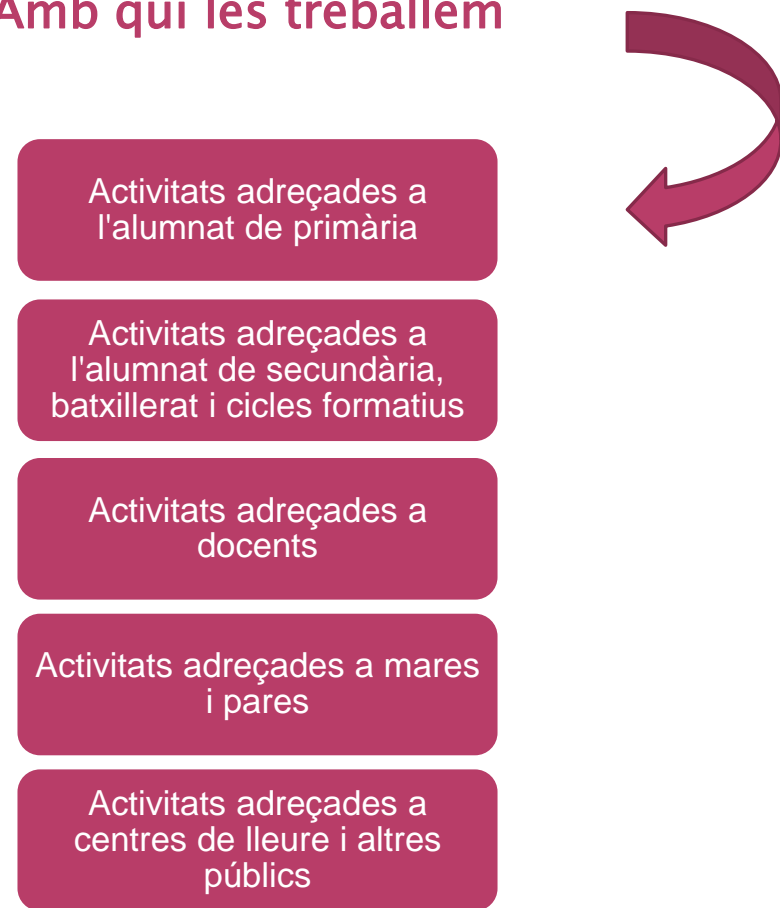 Amb qui les treballem
Activitats adreçades a
l'alumnat de primària
Activitats adreçades a
l'alumnat de secundària,
batxillerat i cicles formatius
Activitats adreçades a
docents
Activitats adreçades a mares
i pares
Activitats adreçades a
centres de lleure i altres
públics